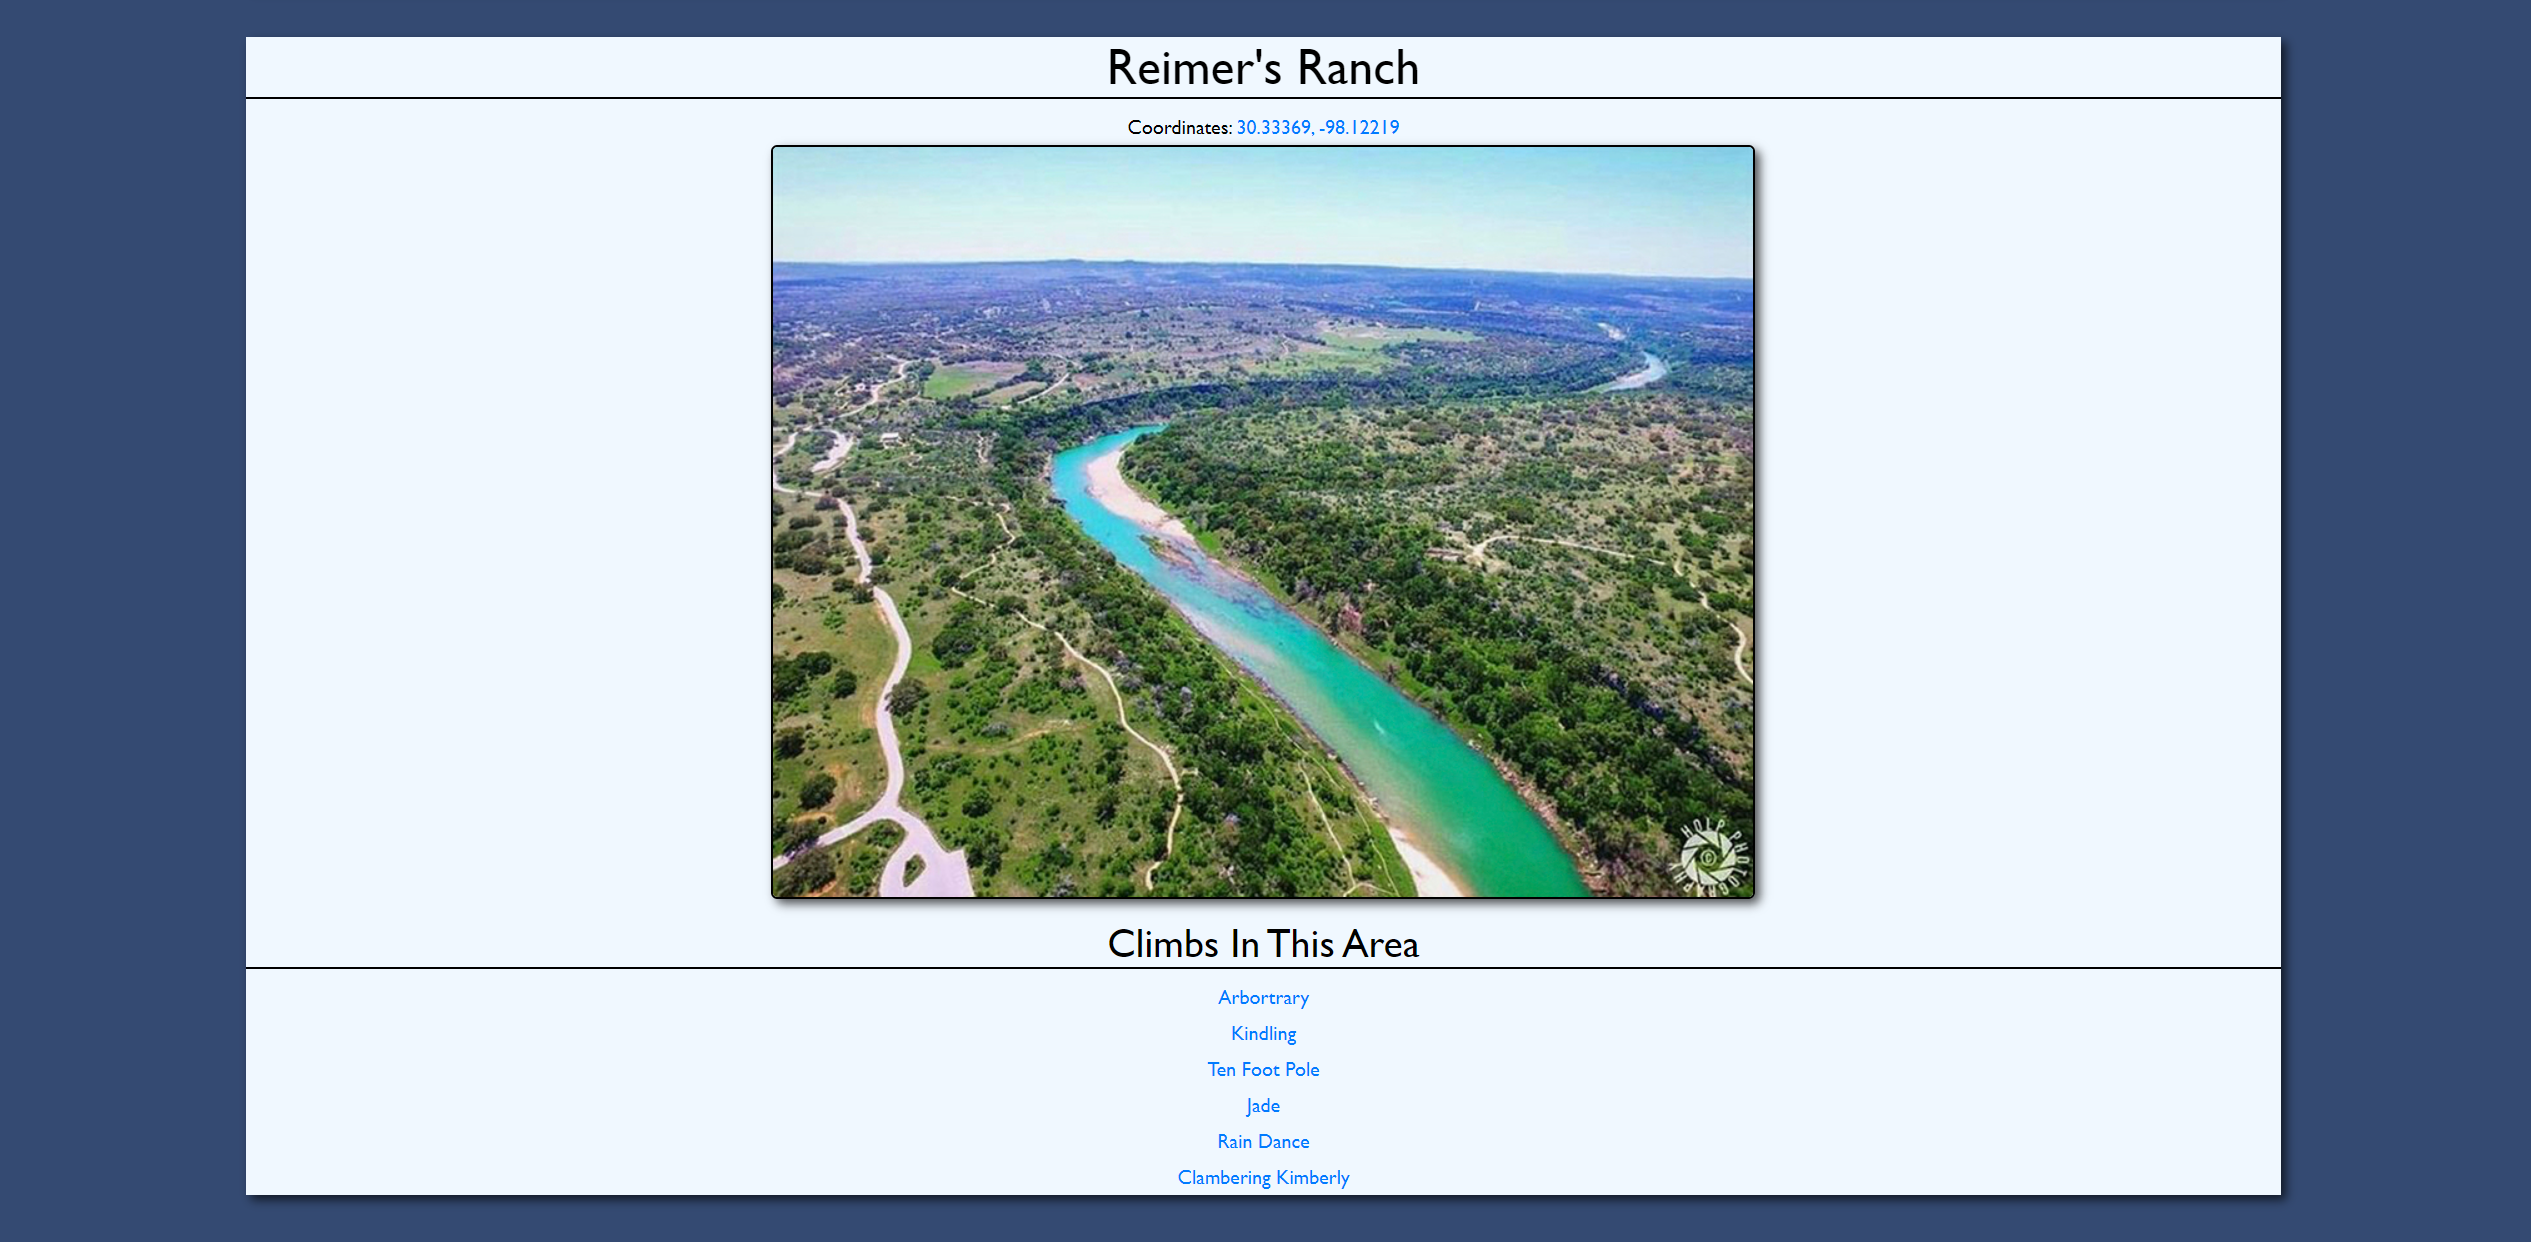 Reimer's Ranch
Coordinates: 30.33369, -98.12219
HOLP PHOTOGRAPHY
©
Climbs In This Area
Arbortrary
Kindling
Ten Foot Pole
Jade
Rain Dance
Clambering Kimberly